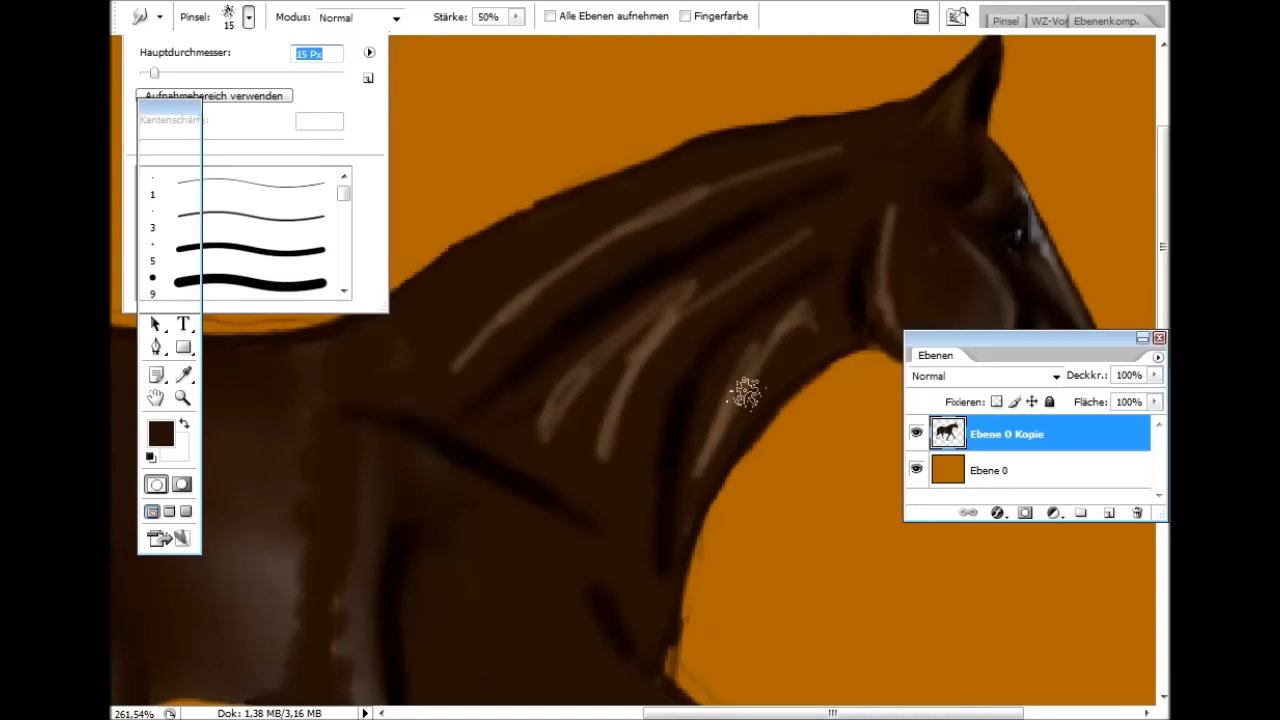 Pinsel: 15 Modus: Normal Stärke: 50% Alle Ebenen aufnehmen Fingerfarbe Pinsel WZ-Vor Ebenenkomp.
Hauptdurchmesser: 15 Px
Aufnahmebereich verwenden
Kantenschärfe:
1
3
5
9
T
Ebenen
Normal Deckkr.: 100%
Fixieren: Fläche: 100%
Ebene 0 Kopie
Ebene 0
261,54% Dok: 1,38 MB/3,16 MB